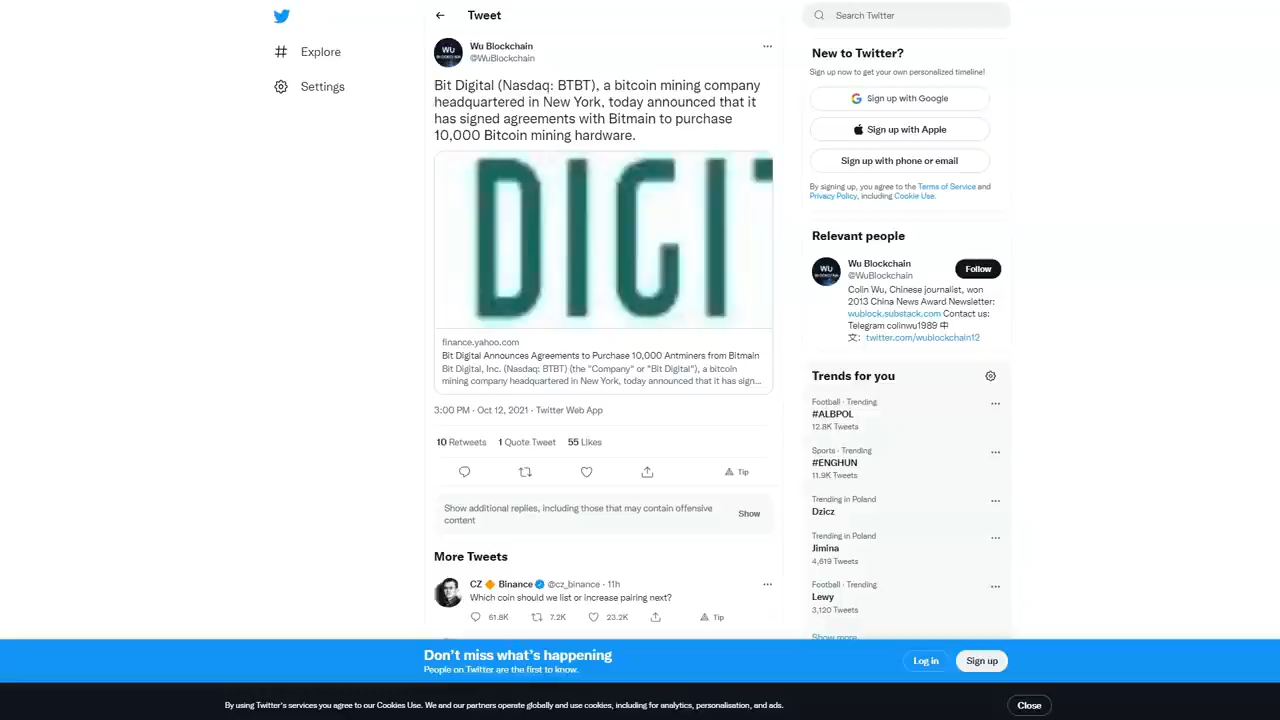 Explore
Settings
Tweet
WU
Wu Blockchain
@WuBlockchain
Bit Digital (Nasdaq: BTBT), a bitcoin mining company
headquartered in New York, today announced that it
has signed agreements with Bitmain to purchase
10,000 Bitcoin mining hardware.
DIGI
finance.yahoo.com
Bit Digital Announces Agreements to Purchase 10,000 Antminers from Bitmain
Bit Digital, Inc. (Nasdaq: BTBT) (the "Company" or "Bit Digital"), a bitcoin
mining company headquartered in New York, today announced that it has sign...
3:00 PM · Oct 12, 2021 · Twitter Web App
10 Retweets 1 Quote Tweet 55 Likes
Tip
Show additional replies, including those that may contain offensive
content
Show
More Tweets
CZ 🔶 Binance @cz_binance · 11h
Which coin should we list or increase pairing next?
61.8K 7.2K 23.2K Tip
Search Twitter
New to Twitter?
Sign up now to get your own personalized timeline!
Sign up with Google
Sign up with Apple
Sign up with phone or email
By signing up, you agree to the Terms of Service and
Privacy Policy, including Cookie Use.
Relevant people
WU
Wu Blockchain
@WuBlockchain
Follow
Colin Wu, Chinese journalist, won
2013 China News Award Newsletter:
wublock.substack.com Contact us:
Telegram colinwu1989 中
文： twitter.com/wublockchain12
Trends for you
Football · Trending
#ALBPOL
12.8K Tweets
Sports · Trending
#ENGHUN
11.9K Tweets
Trending in Poland
Dzicz
Trending in Poland
Jimina
4,619 Tweets
Football · Trending
Lewy
3,120 Tweets
Show more
Don't miss what's happening
People on Twitter are the first to know.
Log in
Sign up
By using Twitter's services you agree to our Cookies Use. We and our partners operate globally and use cookies, including for analytics, personalisation, and ads.
Close